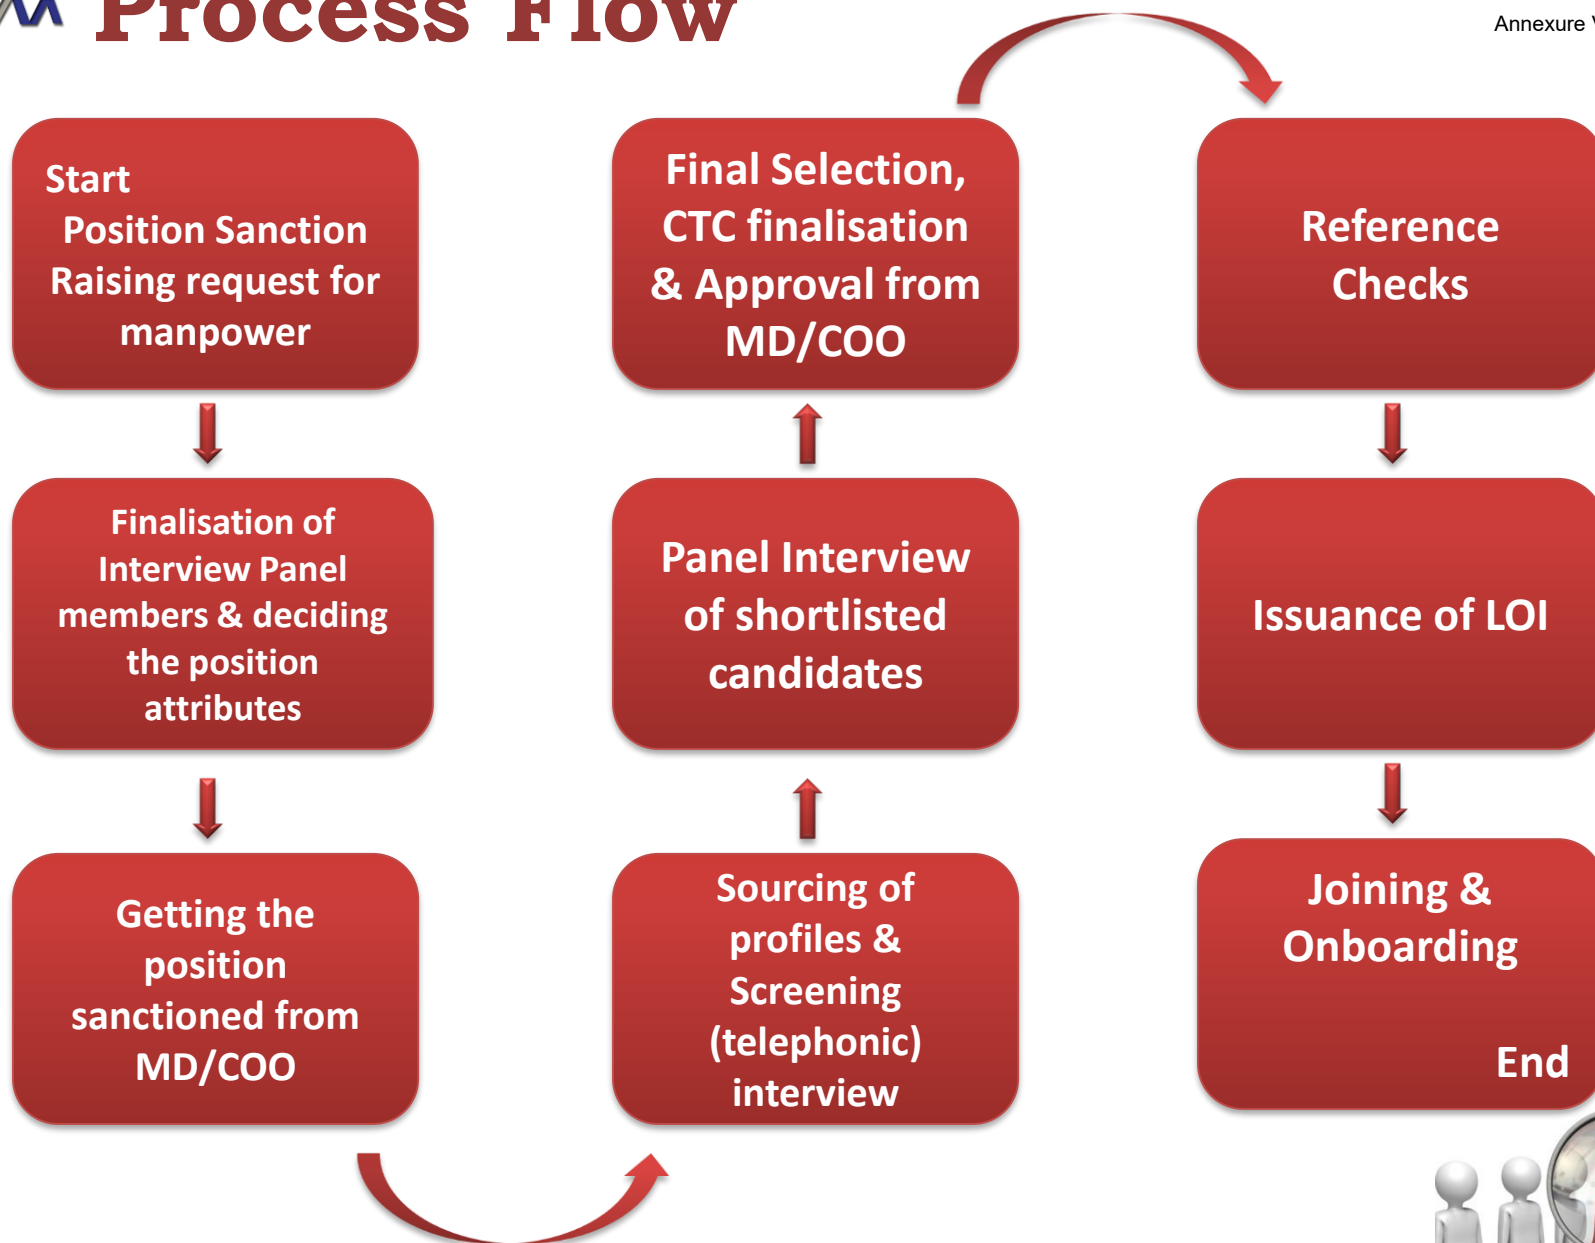 Process Flow
Annexure V
Start
Position Sanction
Raising request for
manpower
Finalisation of
Interview Panel
members & deciding
the position
attributes
Getting the
position
sanctioned from
MD/COO
Sourcing of
profiles &
Screening
(telephonic)
interview
Panel Interview
of shortlisted
candidates
Final Selection,
CTC finalisation
& Approval from
MD/COO
Reference
Checks
Issuance of LOI
Joining &
Onboarding
End